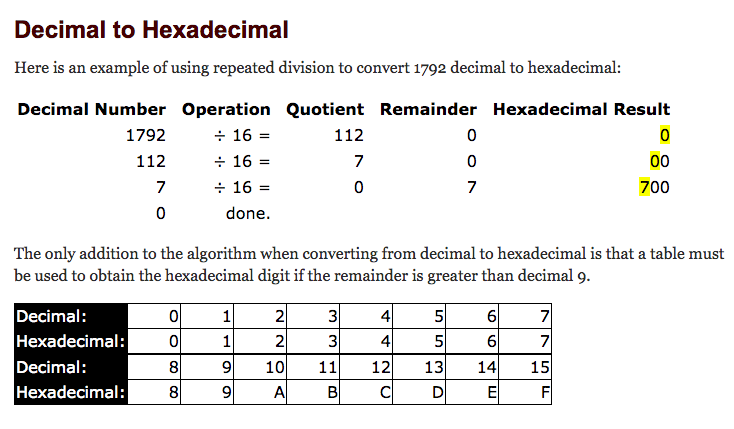 Decimal to Hexadecimal
Here is an example of using repeated division to convert 1792 decimal to hexadecimal:
Decimal Number Operation Quotient Remainder Hexadecimal Result
1792 ÷ 16 = 112 0 0
112 ÷ 16 = 7 0 00
7 ÷ 16 = 0 7 700
0 done.
The only addition to the algorithm when converting from decimal to hexadecimal is that a table must
be used to obtain the hexadecimal digit if the remainder is greater than decimal 9.
Decimal: 0 1 2 3 4 5 6 7
Hexadecimal: 0 1 2 3 4 5 6 7
Decimal: 8 9 10 11 12 13 14 15
Hexadecimal: 8 9 A B C D E F